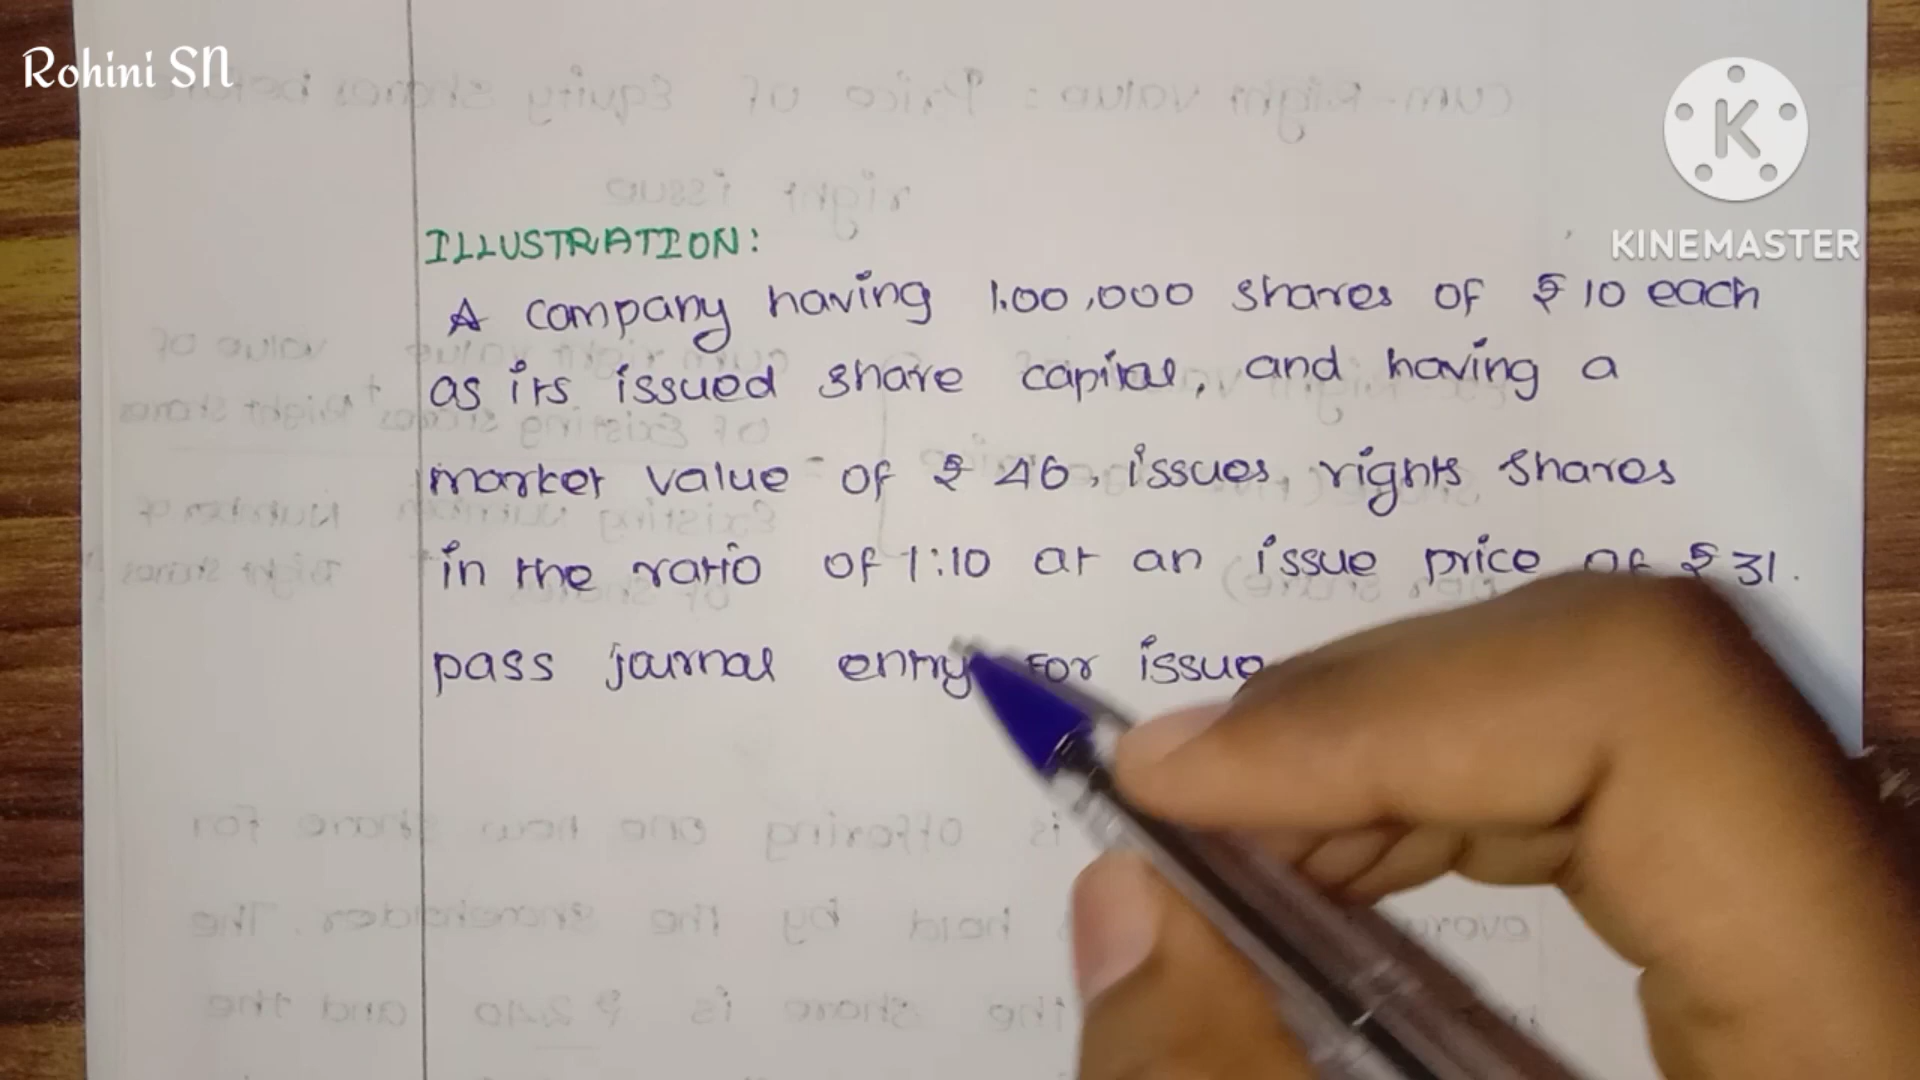 Rohini SN
KINEMASTER
ILLUSTRATION:
A company having 1.00,000 shares of ₹ 10 each
as its issued share capital, and having a
market value of ₹ 46, issues, rights shares
in the ratio of 1:10 at an issue price of ₹ 31.
pass journal entry for issue